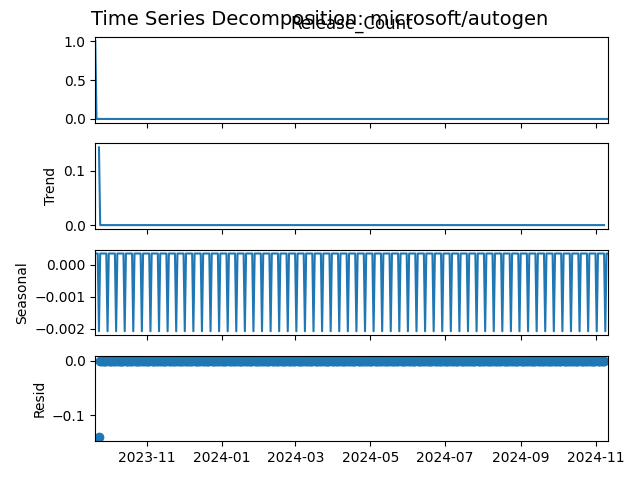 Time Series Decomposition: microsoft/autogen
Release_Count
1.0
0.5
0.0
Trend
0.1
0.0
Seasonal
0.000
−0.001
−0.002
Resid
0.0
−0.1
2023-11 2024-01 2024-03 2024-05 2024-07 2024-09 2024-11